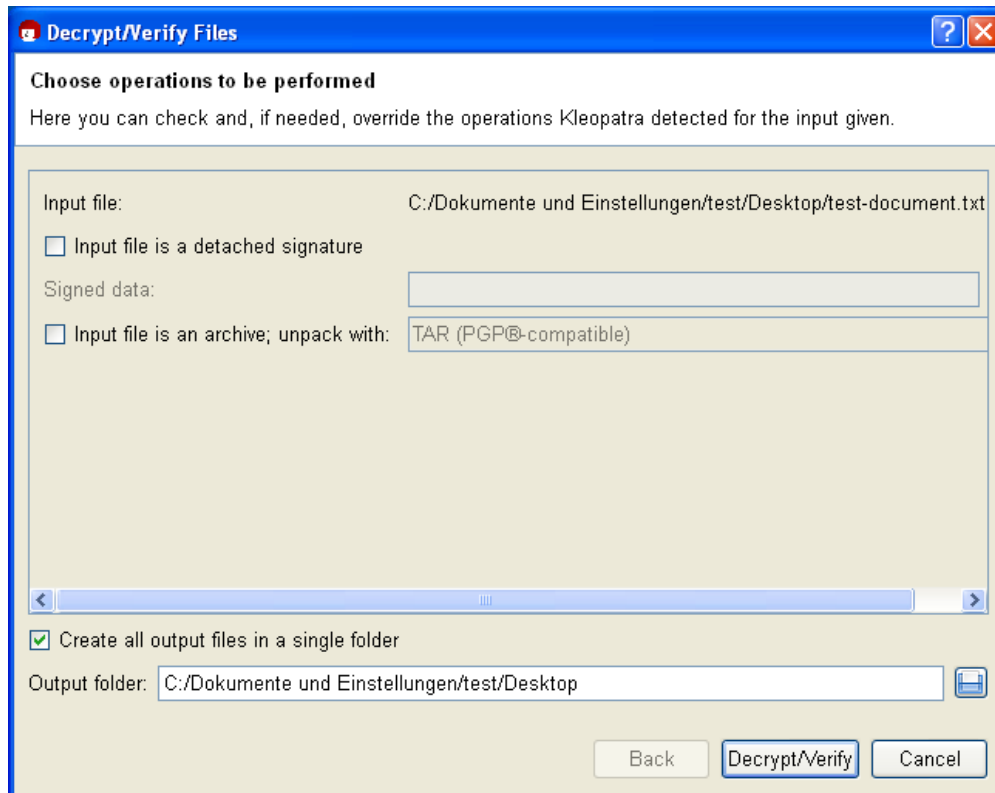 Decrypt/Verify Files
Choose operations to be performed
Here you can check and, if needed, override the operations Kleopatra detected for the input given.
Input file: C:/Dokumente und Einstellungen/test/Desktop/test-document.txt
Input file is a detached signature
Signed data:
Input file is an archive; unpack with: TAR (PGP®-compatible)
Create all output files in a single folder
Output folder: C:/Dokumente und Einstellungen/test/Desktop
Back Decrypt/Verify Cancel